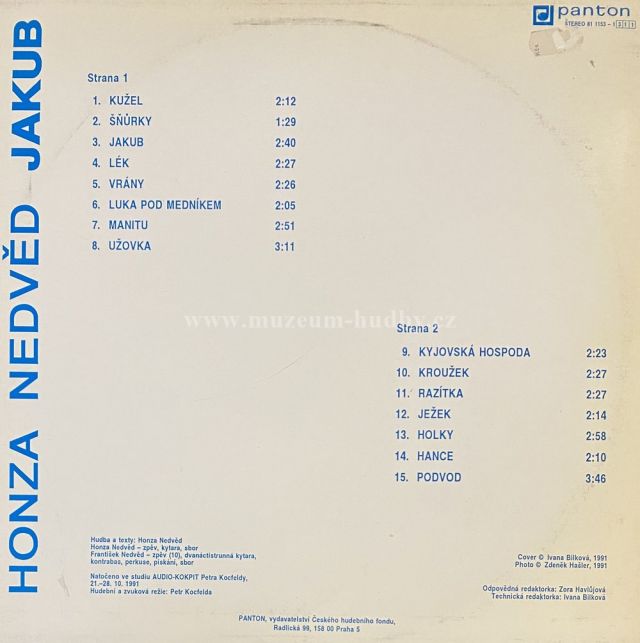 HONZA NEDVĚD JAKUB
panton
STEREO 81 1153-1 311
Strana 1
1. KUŽEL 2:12
2. ŠŇŮRKY 1:29
3. JAKUB 2:40
4. LÉK 2:27
5. VRÁNY 2:26
6. LUKA POD MEDNÍKEM 2:05
7. MANITU 2:51
8. UŽOVKA 3:11
www.muzeum-hudby.cz
Strana 2
9. KYJOVSKÁ HOSPODA 2:23
10. KROUŽEK 2:27
11. RAZÍTKA 2:27
12. JEŽEK 2:14
13. HOLKY 2:58
14. HANCE 2:10
15. PODVOD 3:46
Hudba a texty: Honza Nedvěd
Honza Nedvěd – zpěv, kytara, sbor
František Nedvěd – zpěv (10), dvanáctistrunná kytara,
kontrabas, perkuse, pískání, sbor
Natočeno ve studiu AUDIO-KOKPIT Petra Kocfeldy,
21.–28. 10. 1991
Hudební a zvuková režie: Petr Kocfelda
Cover © Ivana Bílková, 1991
Photo © Zdeněk Hašler, 1991
Odpovědná redaktorka: Zora Havlůjová
Technická redaktorka: Ivana Bílková
PANTON, vydavatelství Českého hudebního fondu,
Radlická 99, 158 00 Praha 5